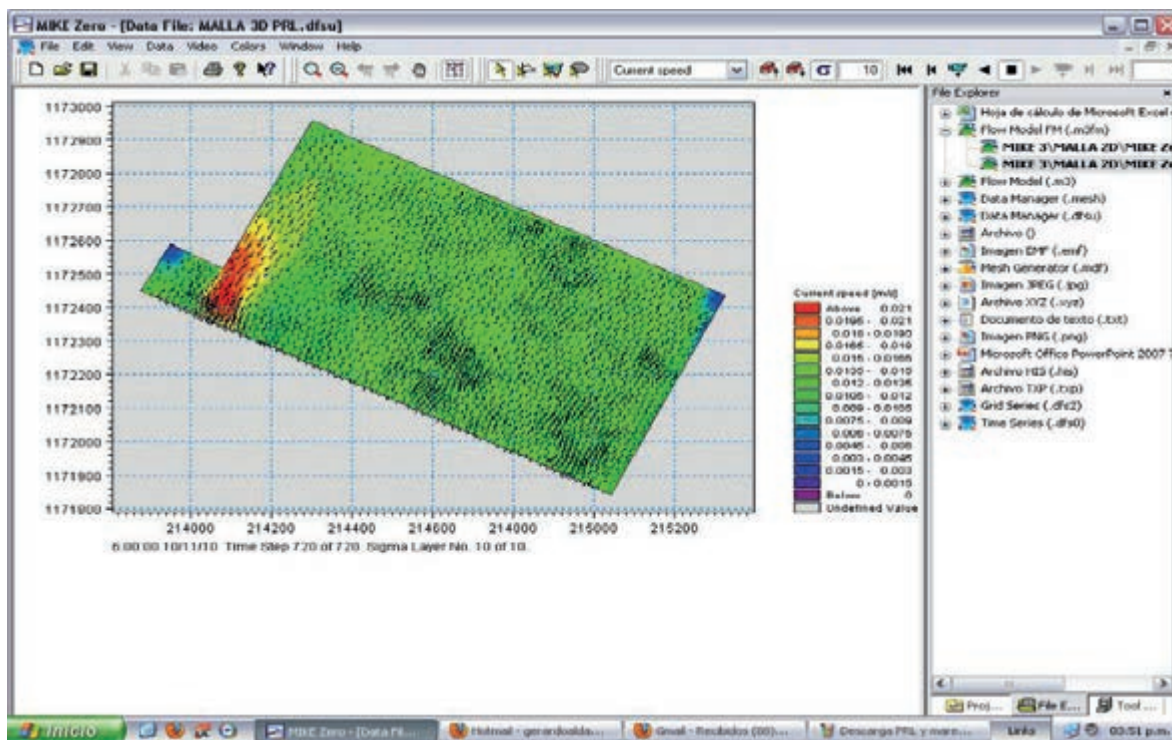 MIKE Zero - [Data File: MALLA 3D PRL.dfsu]
File Edit View Data Video Colors Window Help
Current speed
10
File Explorer
Hoja de cálculo de Microsoft Excel
Flow Model FM (.m3fm)
MIKE 3\MALLA 2D\MIKE Ze
MIKE 3\MALLA 2D\MIKE Ze
Flow Model (.m3)
Data Manager (.mesh)
Data Manager (.dfsu)
Archivo ()
Imagen EMF (.emf)
Mesh Generator (.mdf)
Imagen JPEG (.jpg)
Archivo XYZ (.xyz)
Documento de texto (.txt)
Imagen PNG (.png)
Microsoft Office PowerPoint 2007
Archivo HIS (.his)
Archivo TXP (.txp)
Grid Series (.dfs2)
Time Series (.dfs0)
1173000
1172900
1172800
1172700
1172600
1172500
1172400
1172300
1172200
1172100
1172000
1171900
1171800
214000 214200 214400 214600 214000 215000 215200
6:00:00 10/11/10 Time Step 720 of 720. Sigma Layer No. 10 of 10.
Current speed [m/s]
Above 0.021
0.0195 - 0.021
0.018 - 0.0195
0.0165 - 0.018
0.015 - 0.0165
0.0135 - 0.015
0.012 - 0.0135
0.0105 - 0.012
0.009 - 0.0105
0.0075 - 0.009
0.006 - 0.0075
0.0045 - 0.006
0.003 - 0.0045
0.0015 - 0.003
0 - 0.0015
Below 0
Undefined Value
Proj... File E... Tool ...
Inicio
MIKE Zero - [Data Fi...
Hotmail - gerardoalda...
Gmail - Recibidos (88)...
Descarga PRL y mare...
Links
03:51 p.m.